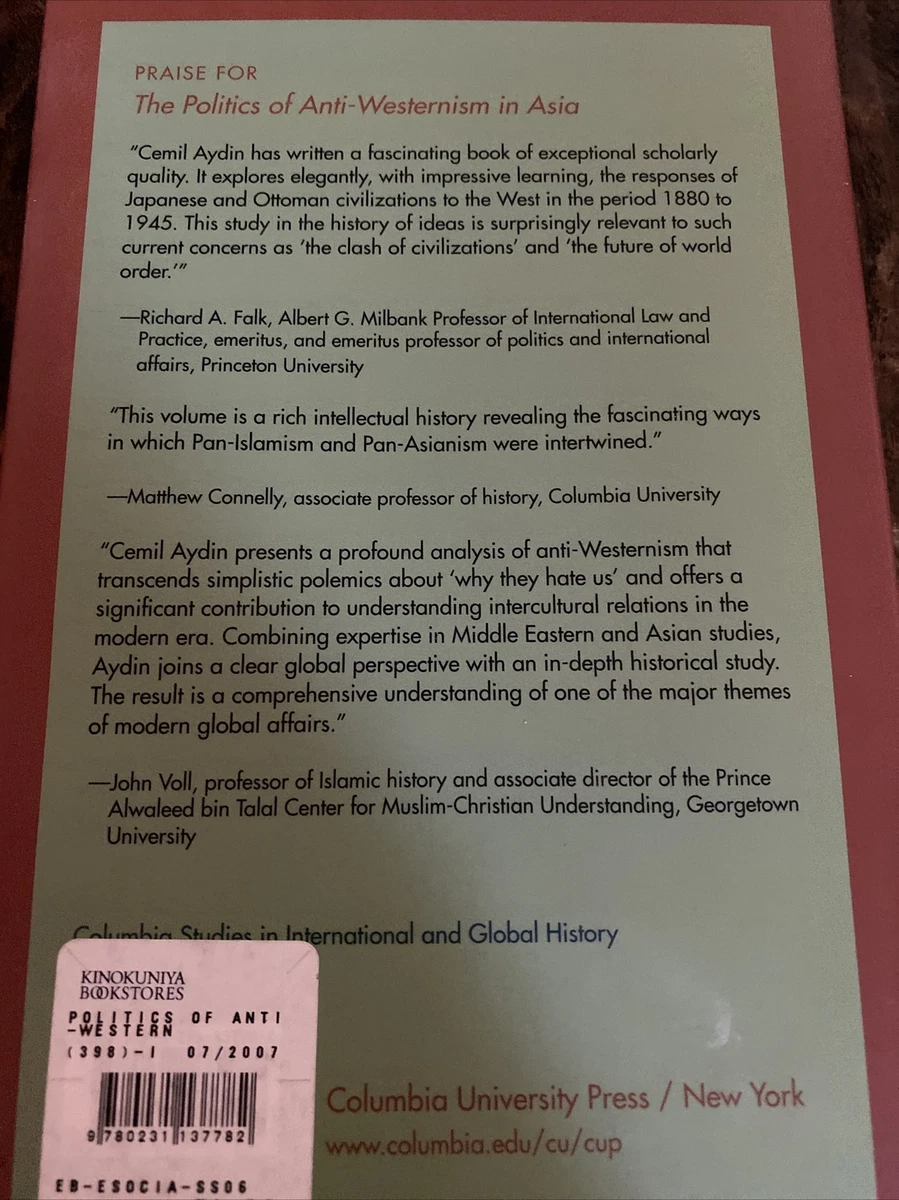 PRAISE FOR
The Politics of Anti-Westernism in Asia
“Cemil Aydin has written a fascinating book of exceptional scholarly
quality. It explores elegantly, with impressive learning, the responses of
Japanese and Ottoman civilizations to the West in the period 1880 to
1945. This study in the history of ideas is surprisingly relevant to such
current concerns as ‘the clash of civilizations’ and ‘the future of world
order.’”
—Richard A. Falk, Albert G. Milbank Professor of International Law and
Practice, emeritus, and emeritus professor of politics and international
affairs, Princeton University
“This volume is a rich intellectual history revealing the fascinating ways
in which Pan-Islamism and Pan-Asianism were intertwined.”
—Matthew Connelly, associate professor of history, Columbia University
“Cemil Aydin presents a profound analysis of anti-Westernism that
transcends simplistic polemics about ‘why they hate us’ and offers a
significant contribution to understanding intercultural relations in the
modern era. Combining expertise in Middle Eastern and Asian studies,
Aydin joins a clear global perspective with an in-depth historical study.
The result is a comprehensive understanding of one of the major themes
of modern global affairs.”
—John Voll, professor of Islamic history and associate director of the Prince
Alwaleed bin Talal Center for Muslim-Christian Understanding, Georgetown
University
Columbia Studies in International and Global History
KINOKUNIYA
BOOKSTORES
POLITICS OF ANTI
-WESTERN
(398)-I 07/2007
9 780231 137782
EB-ESOCIA-SS06
Columbia University Press / New York
www.columbia.edu/cu/cup